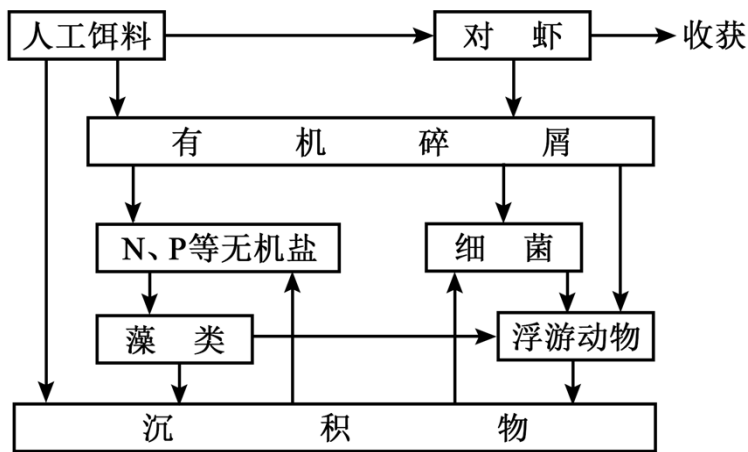 人工饵料
对虾
收获
有机碎屑
N、P等无机盐
细菌
藻类
浮游动物
沉积物